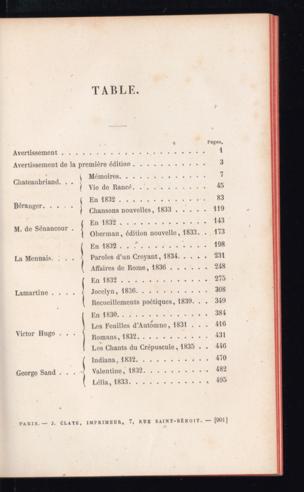 TABLE.
Pages.
Avertissement . . . . . . . . . . . . . . . . . . . . . . 1
Avertissement de la première édition . . . . . . . . . . . 3
Chateaubriand. . . { Mémoires. . . . . . . . . . . . . . 7
Vie de Rancé. . . . . . . . . . . . 45
Béranger. . . . . . { En 1832 . . . . . . . . . . . . . . 83
Chansons nouvelles, 1833 . . . . . . 119
M. de Sénancour . { En 1832 . . . . . . . . . . . . . . 143
Oberman, édition nouvelle, 1833. . 173
La Mennais. . . . . { En 1832 . . . . . . . . . . . . . . 198
Paroles d'un Croyant, 1834. . . . . 231
Affaires de Rome, 1836 . . . . . . 248
Lamartine . . . . { En 1832 . . . . . . . . . . . . . . 275
Jocelyn, 1836. . . . . . . . . . . . 308
Recueillements poétiques, 1839. . . 349
Victor Hugo . . . . { En 1830. . . . . . . . . . . . . . 384
Les Feuilles d'Automne, 1831 . . . 416
Romans, 1832. . . . . . . . . . . . 431
Les Chants du Crépuscule, 1835 . . 446
George Sand . . . . { Indiana, 1832. . . . . . . . . . . 470
Valentine, 1832. . . . . . . . . . . 482
Lélia, 1833. . . . . . . . . . . . . 495
PARIS. — J. CLAYE, IMPRIMEUR, 7, RUE SAINT-BENOIT. — [901]